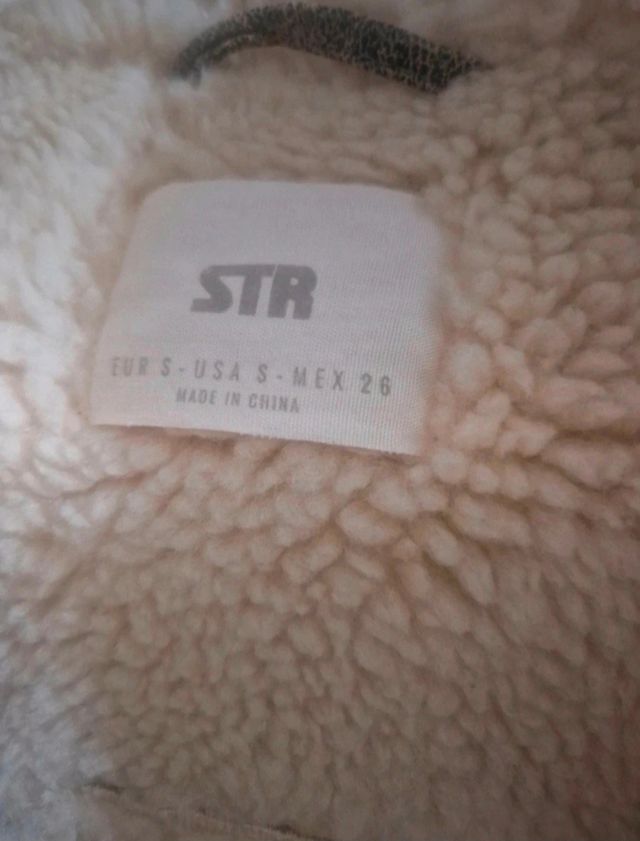 STR
EUR S - USA S - MEX 26
MADE IN CHINA